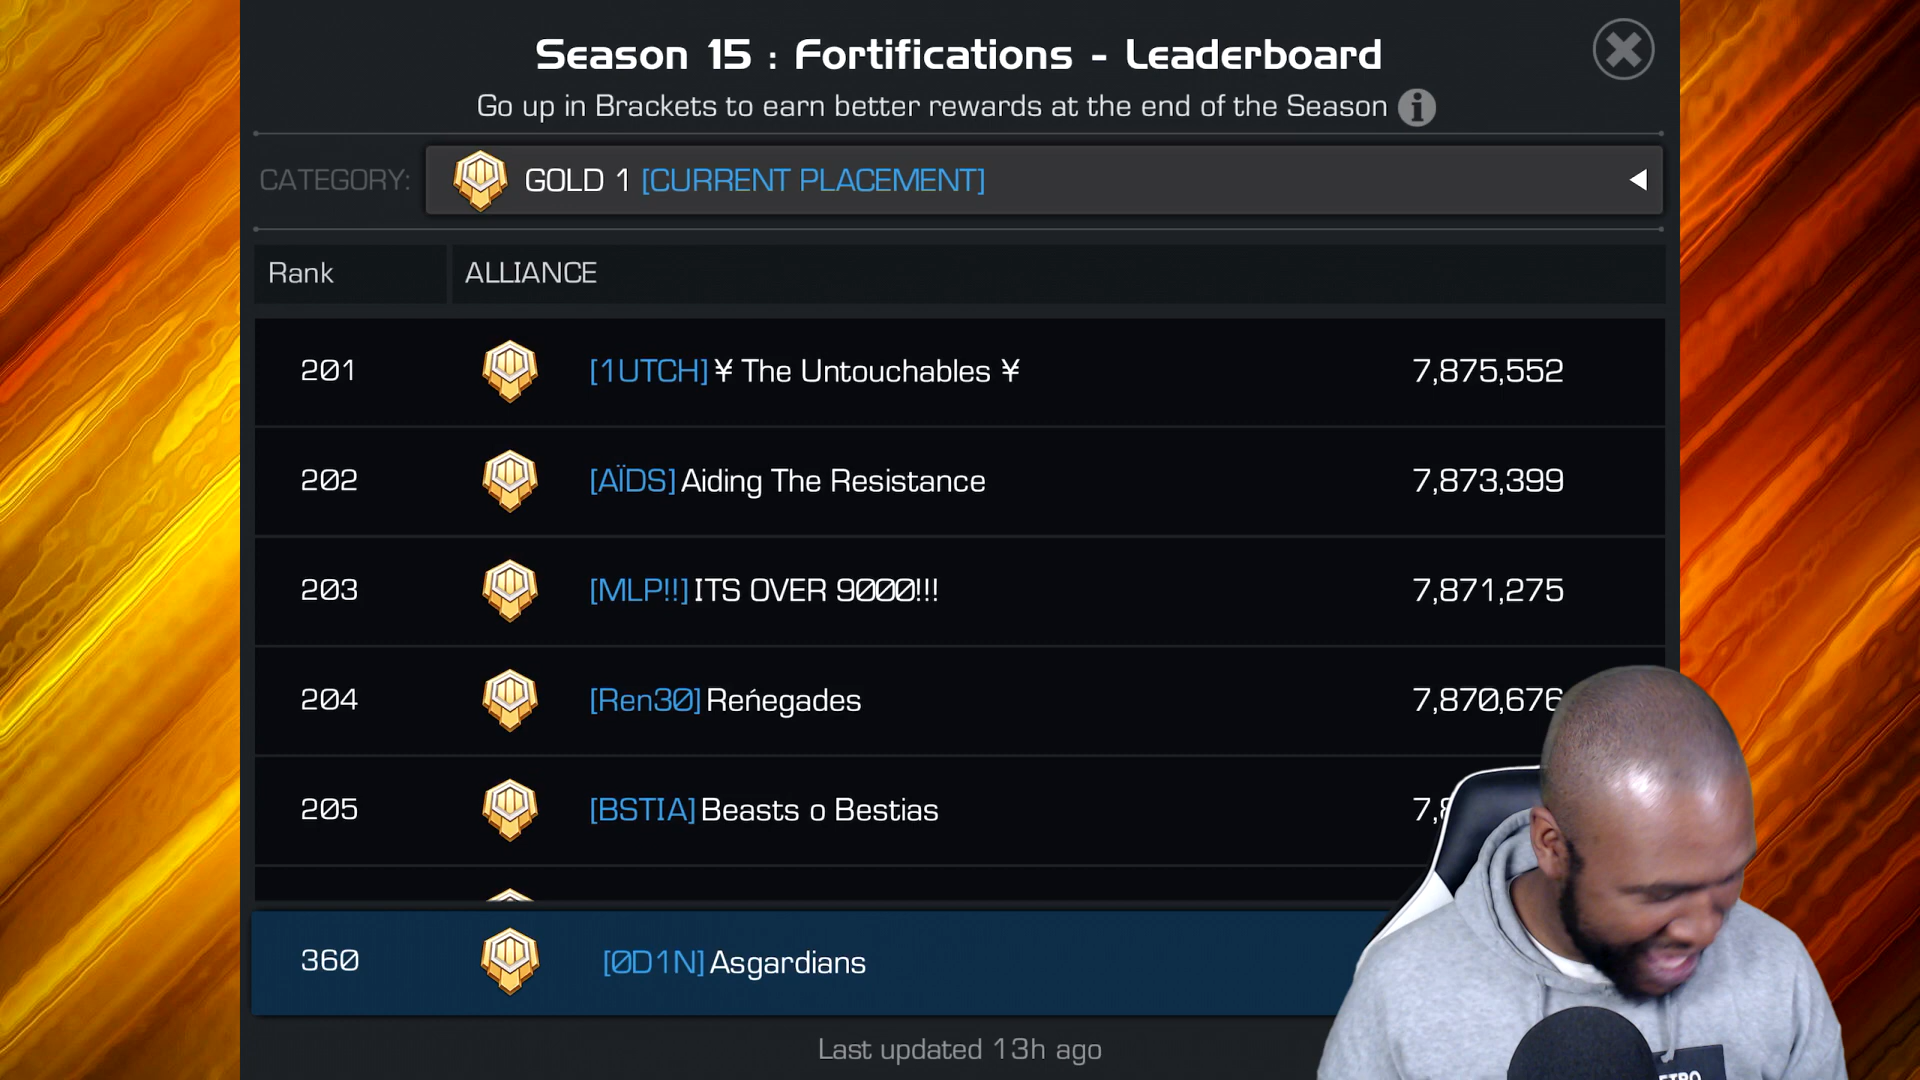 Season 15 : Fortifications - Leaderboard
Go up in Brackets to earn better rewards at the end of the Season
CATEGORY: GOLD 1 [CURRENT PLACEMENT]
Rank ALLIANCE
201 [1UTCH] ¥ The Untouchables ¥ 7,875,552
202 [AÏDS] Aiding The Resistance 7,873,399
203 [MLP!!] ITS OVER 9000!!! 7,871,275
204 [Ren30] Reńegades 7,870,676
205 [BSTIA] Beasts o Bestias
360 [0D1N] Asgardians
Last updated 13h ago